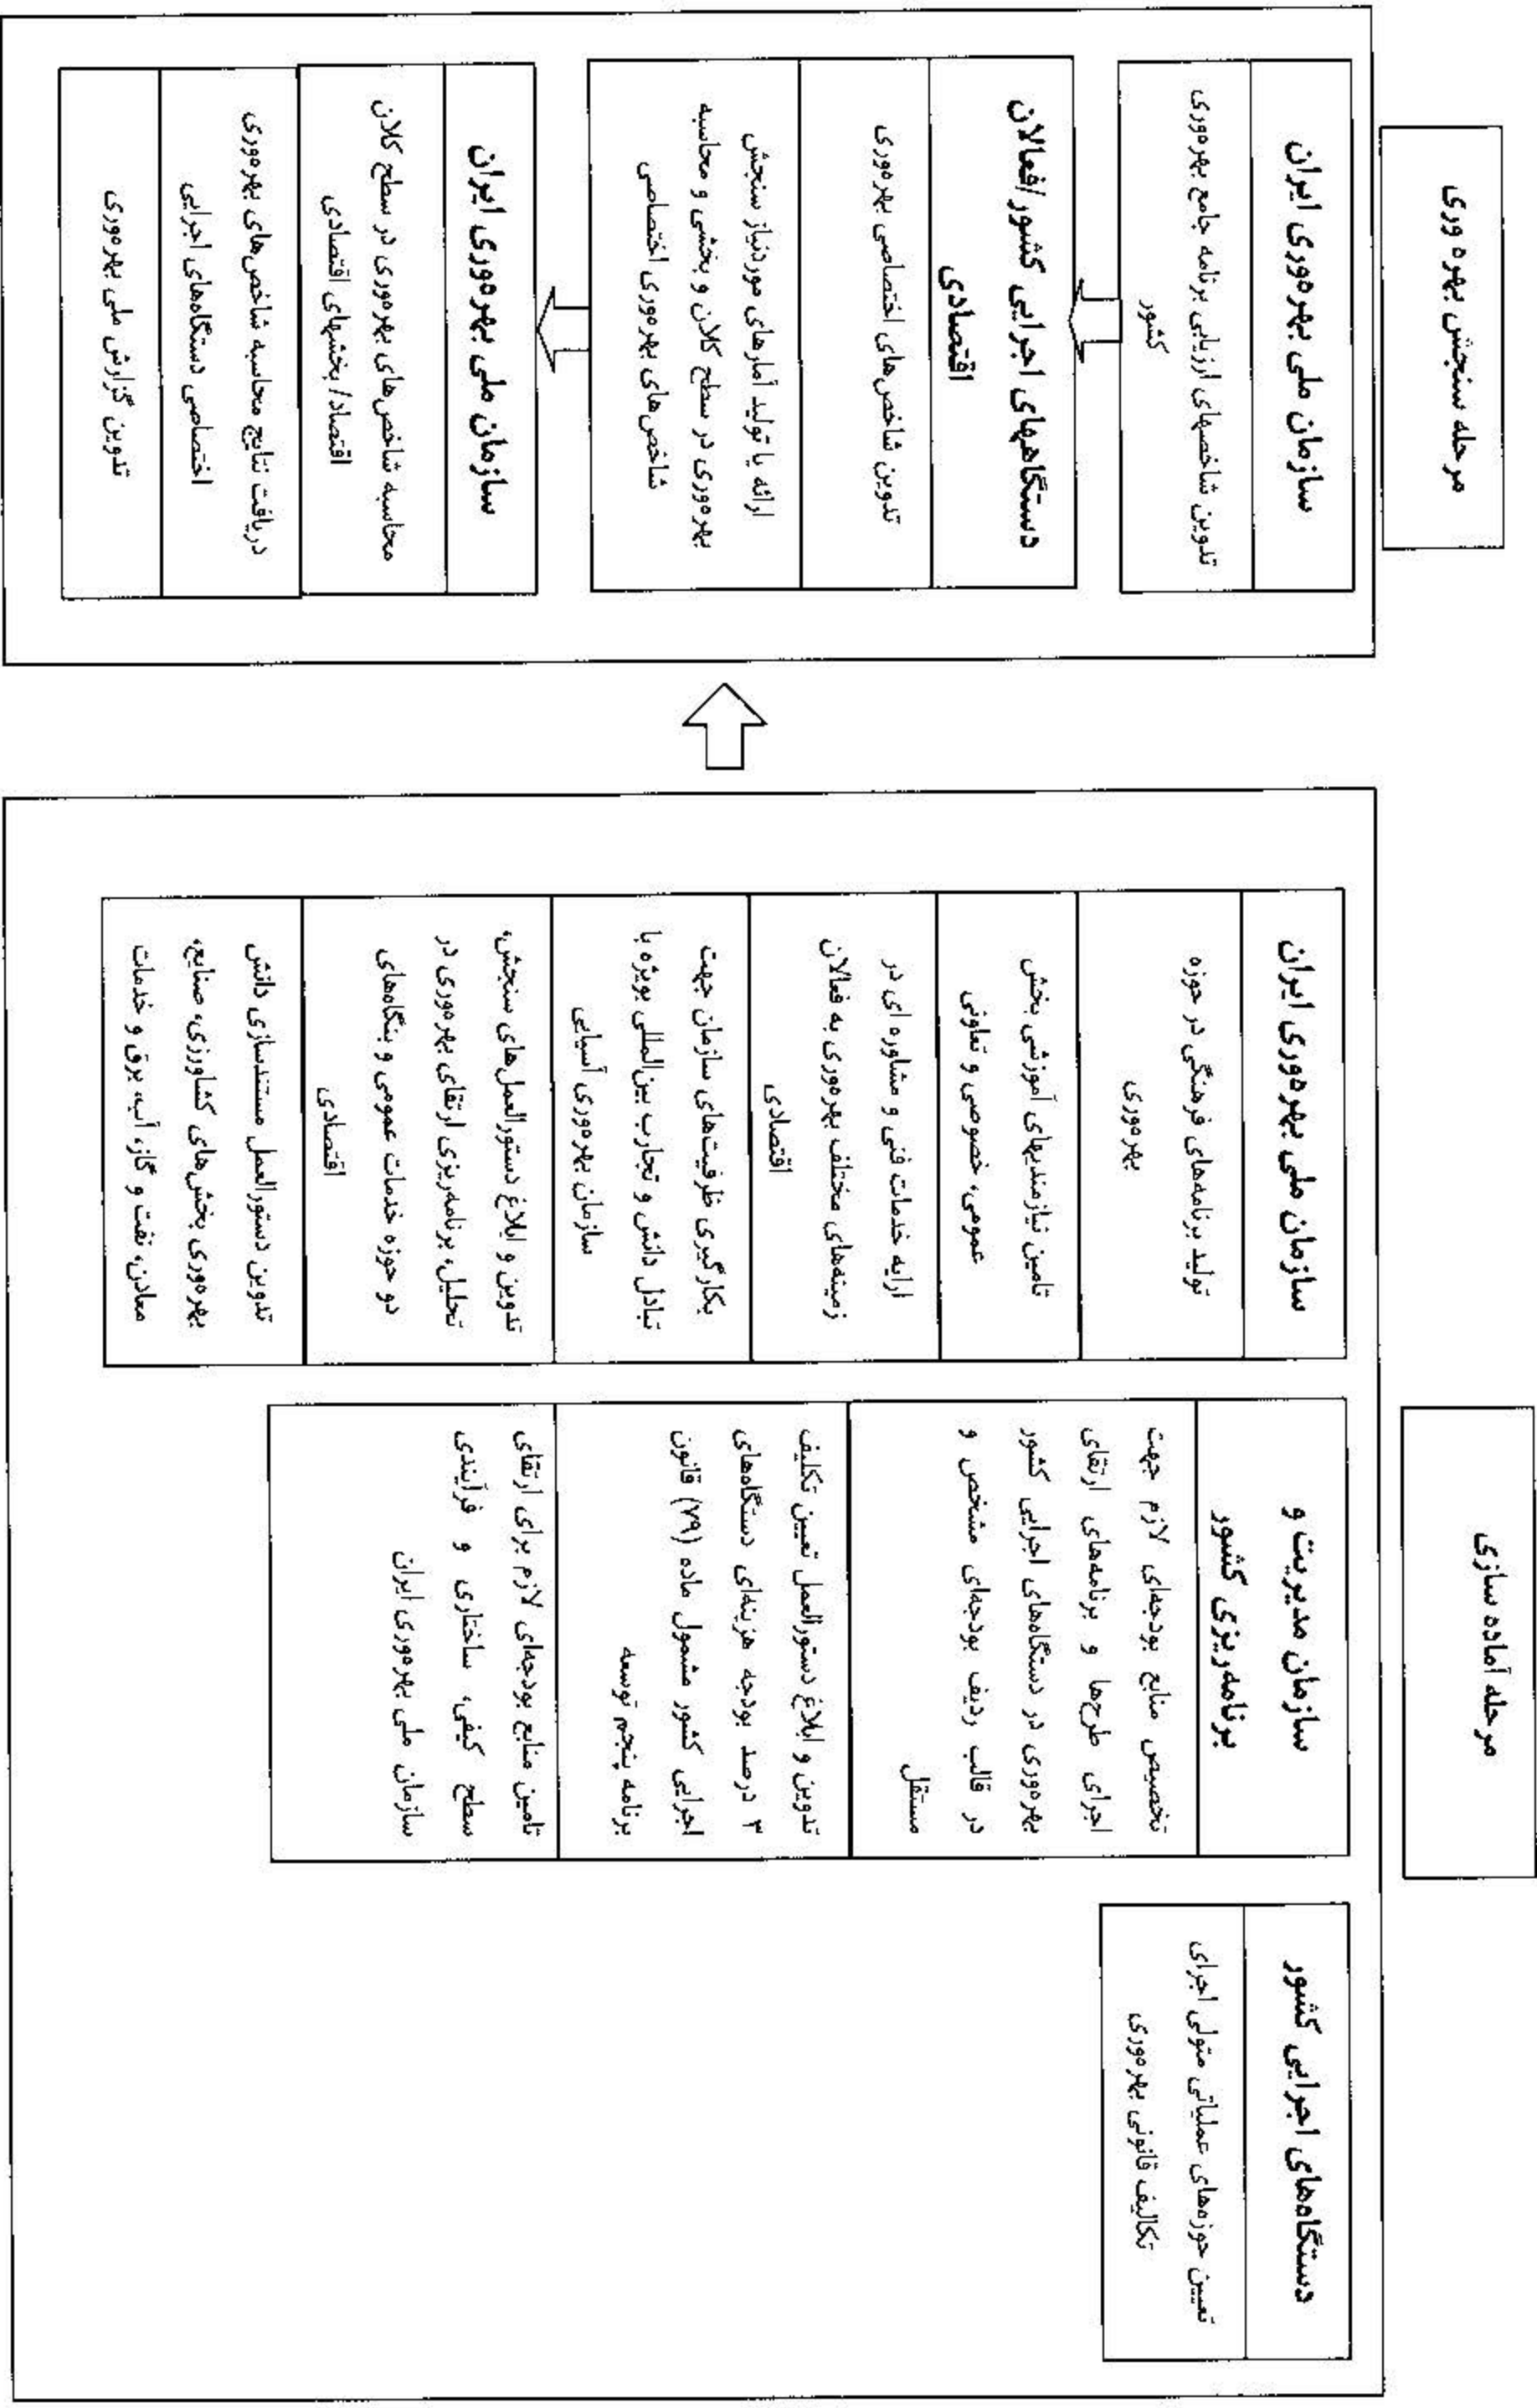 مرحله آماده سازی
دستگاه‌های اجرایی کشور
تعیین حوزه‌های عملیاتی متولی اجرای
تکالیف قانونی بهره‌وری
سازمان مدیریت و
برنامه‌ریزی کشور
تخصیص منابع بودجه‌ای لازم جهت
اجرای طرح‌ها و برنامه‌های ارتقای
بهره‌وری در دستگاه‌های اجرایی کشور
در قالب ردیف بودجه‌ای مشخص و
مستقل
تدوین و ابلاغ دستورالعمل تعیین تکلیف
۳ درصد بودجه هزینه‌ای دستگاه‌های
اجرایی کشور مشمول ماده (۷۹) قانون
برنامه پنجم توسعه
تامین منابع بودجه‌ای لازم برای ارتقای
سطح کیفی، ساختاری و فرآیندی
سازمان ملی بهره‌وری ایران
سازمان ملی بهره‌وری ایران
تولید برنامه‌های فرهنگی در حوزه
بهره‌وری
تامین نیازمندیهای آموزشی بخش
عمومی، خصوصی و تعاونی
ارایه خدمات فنی و مشاوره ای در
زمینه‌های مختلف بهره‌وری به فعالان
اقتصادی
بکارگیری ظرفیت‌های سازمان جهت
تبادل دانش و تجارب بین‌المللی بویژه با
سازمان بهره‌وری آسیایی
تدوین و ابلاغ دستورالعمل‌های سنجش،
تحلیل، برنامه‌ریزی ارتقای بهره‌وری در
دو حوزه خدمات عمومی و بنگاه‌های
اقتصادی
تدوین دستورالعمل مستندسازی دانش
بهره‌وری بخش‌های کشاورزی، صنایع،
معادن، نفت و گاز، آب، برق و خدمات
مرحله سنجش بهره وری
سازمان ملی بهره‌وری ایران
تدوین شاخصهای ارزیابی برنامه جامع بهره‌وری
کشور
دستگاههای اجرایی کشور/فعالان
اقتصادی
تدوین شاخص‌های اختصاصی بهره‌وری
ارائه یا تولید آمارهای موردنیاز سنجش
بهره‌وری در سطح کلان و بخشی و محاسبه
شاخص‌های بهره‌وری اختصاصی
سازمان ملی بهره‌وری ایران
محاسبه شاخص‌های بهره‌وری در سطح کلان
اقتصاد/ بخشهای اقتصادی
دریافت نتایج محاسبه شاخص‌های بهره‌وری
اختصاصی دستگاه‌های اجرایی
تدوین گزارش ملی بهره‌وری